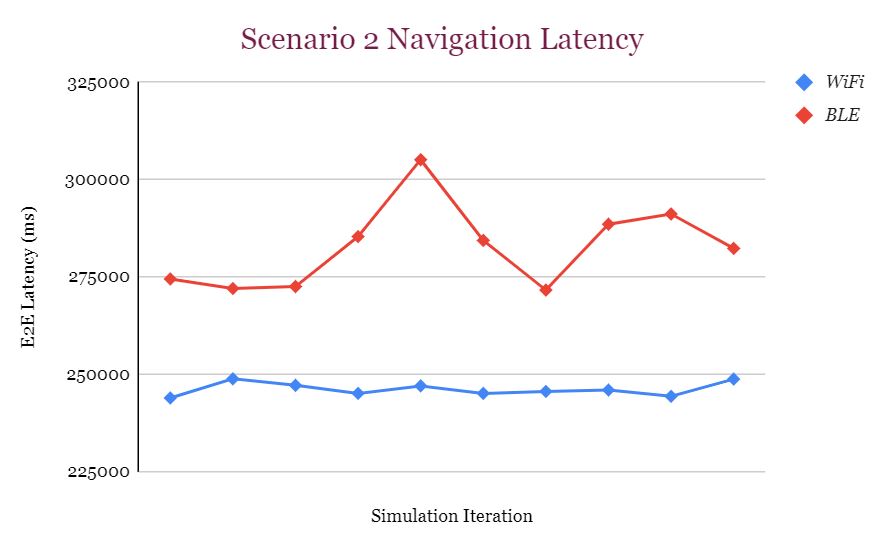 Scenario 2 Navigation Latency
325000
300000
275000
250000
225000
E2E Latency (ms)
Simulation Iteration
WiFi
BLE